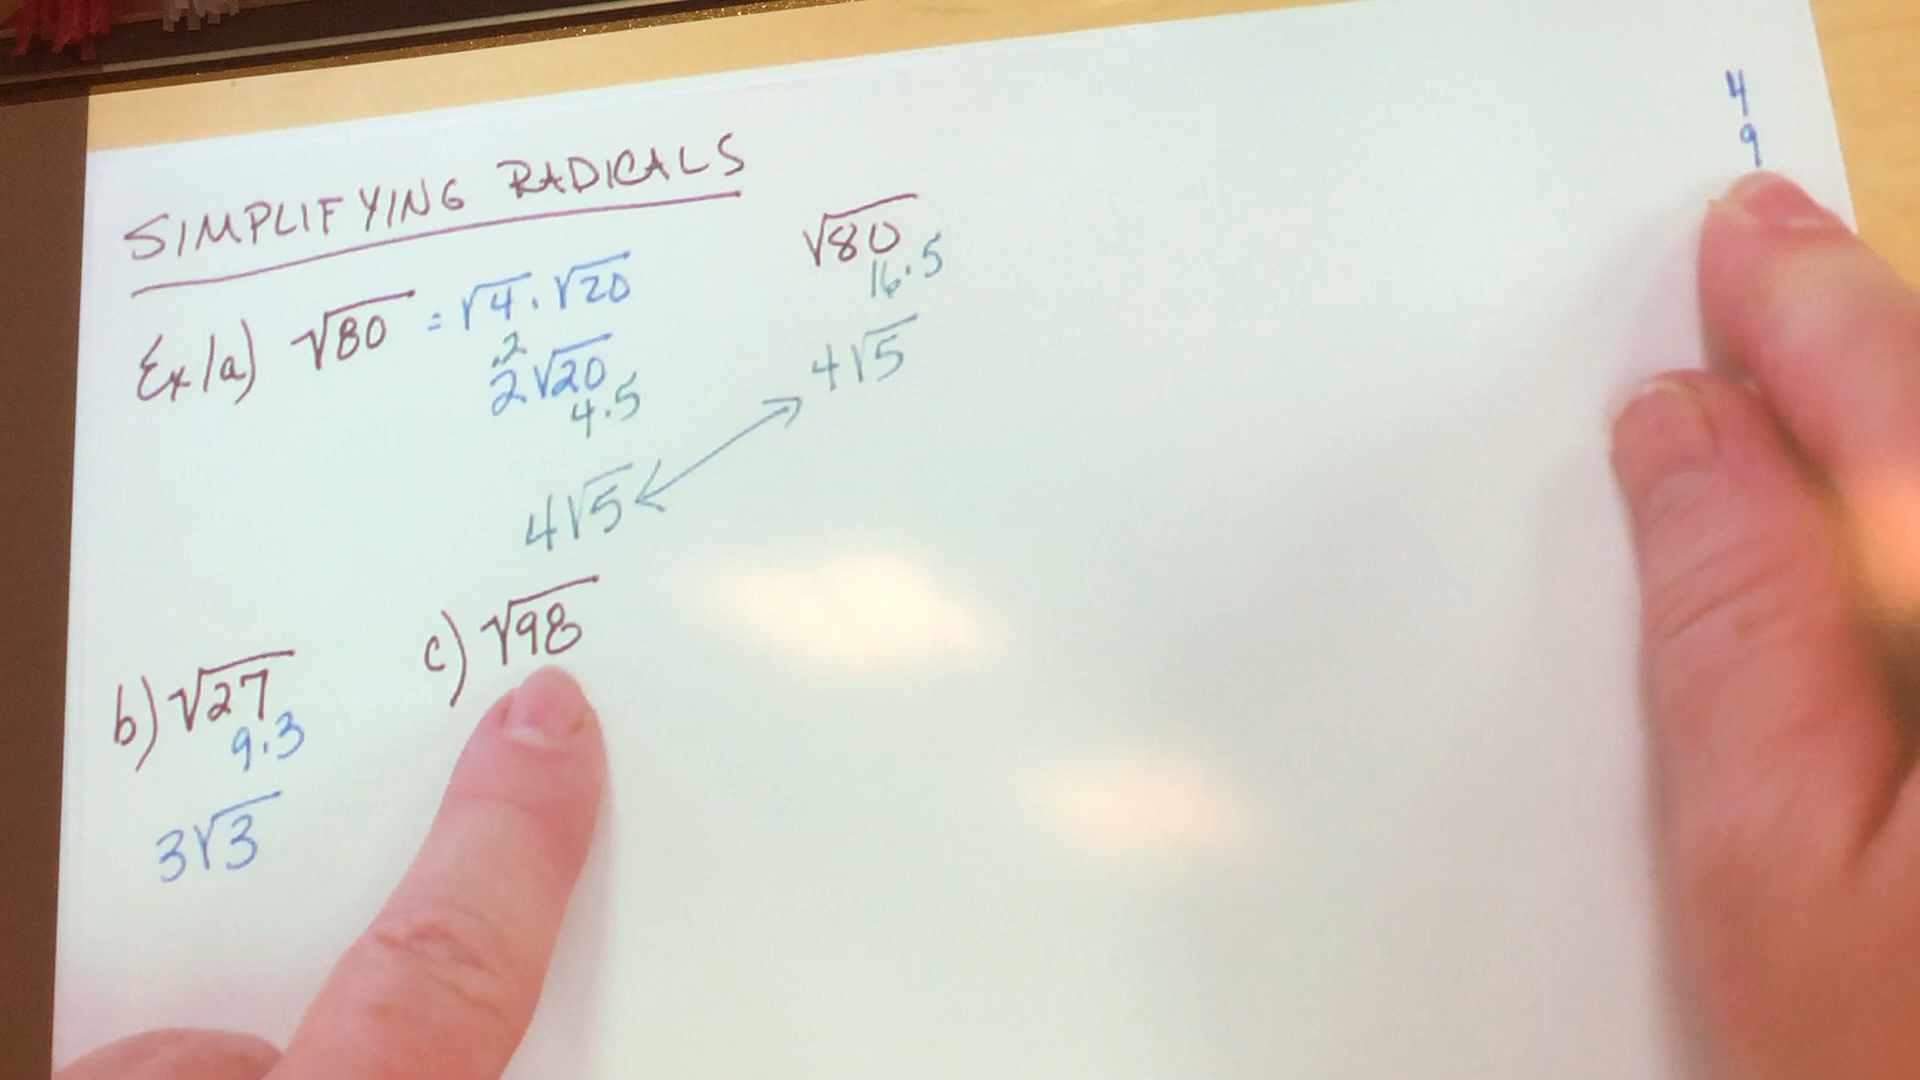 SIMPLIFYING RADICALS
Ex/a) √80 = √4 · √20
·2
2√20
4·5
4√5
√80
16·5
4√5
b) √27
9·3
3√3
c) √98
4
9